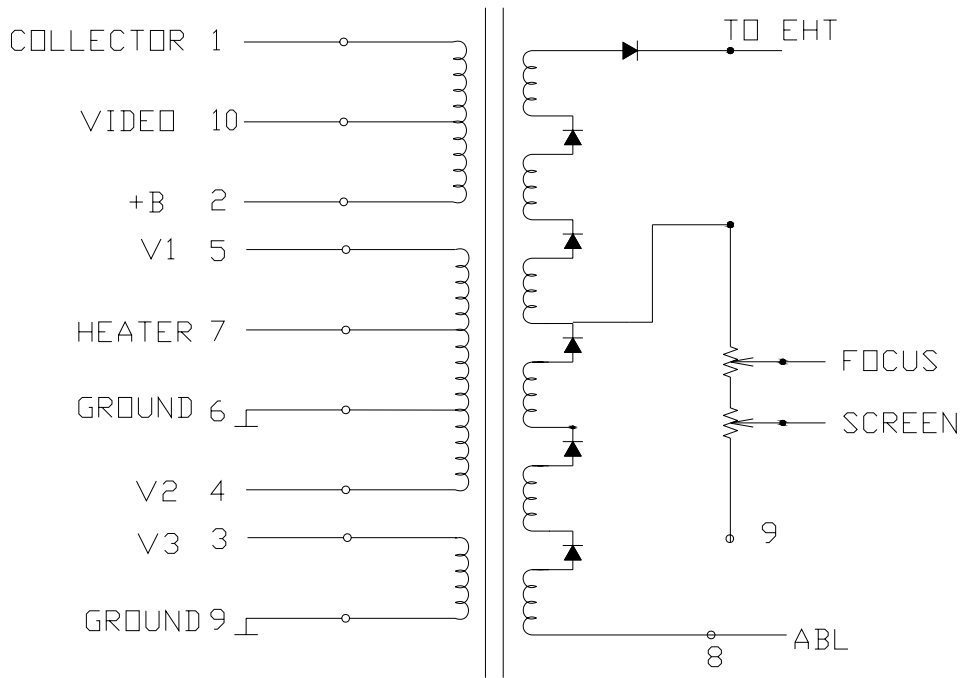 COLLECTOR 1
VIDEO 10
+B 2
V1 5
HEATER 7
GROUND 6
V2 4
V3 3
GROUND 9
TO EHT
FOCUS
SCREEN
9
ABL
8